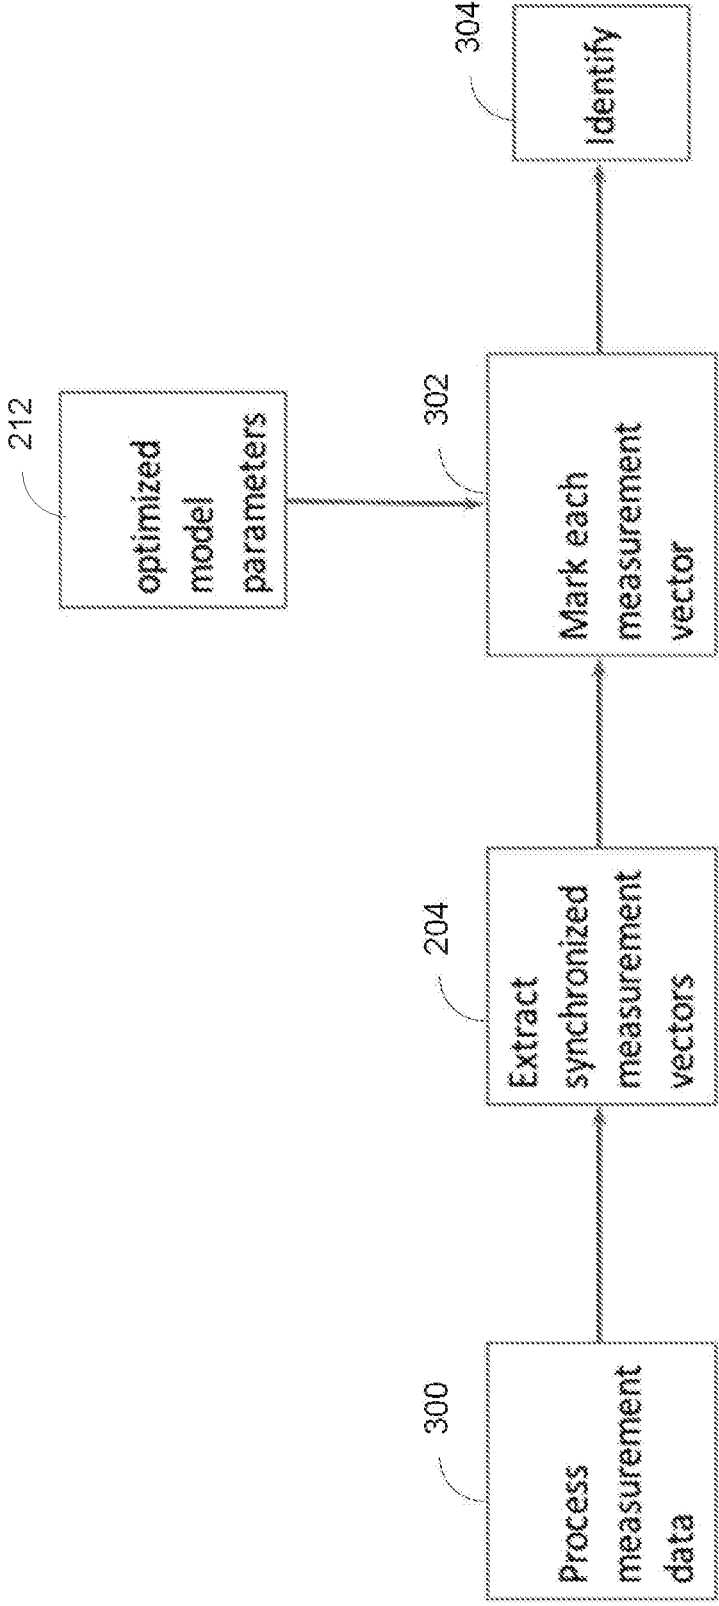 212
optimized
model
parameters
300
Process
measurement
data
204
Extract
synchronized
measurement
vectors
302
Mark each
measurement
vector
304
Identify